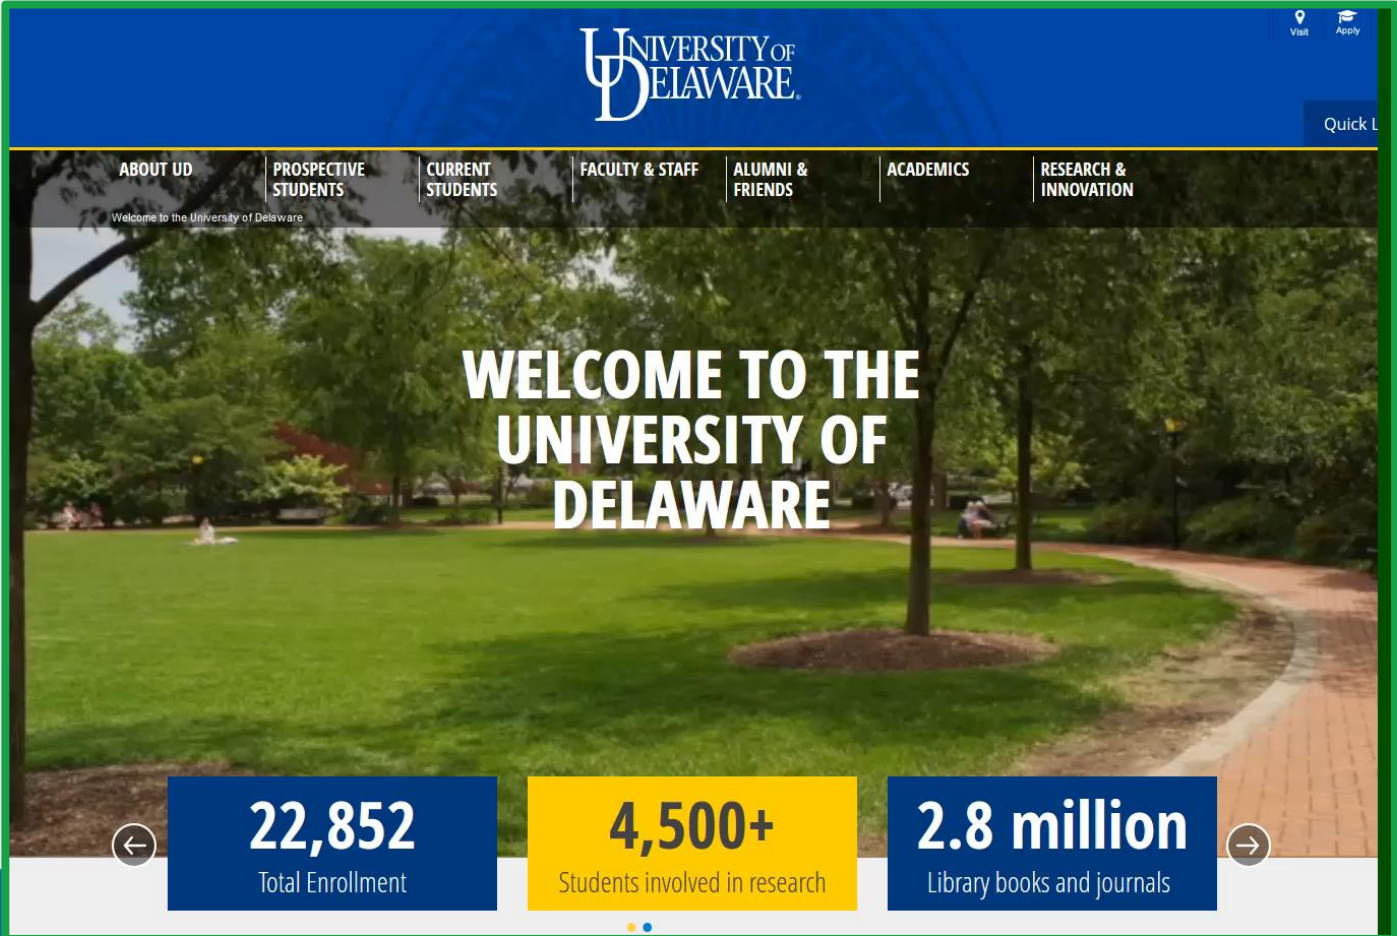 UNIVERSITY OF
DELAWARE®
Visit
Apply
Quick L
ABOUT UD
PROSPECTIVE
STUDENTS
CURRENT
STUDENTS
FACULTY & STAFF
ALUMNI &
FRIENDS
ACADEMICS
RESEARCH &
INNOVATION
Welcome to the University of Delaware
WELCOME TO THE
UNIVERSITY OF
DELAWARE
22,852
Total Enrollment
4,500+
Students involved in research
2.8 million
Library books and journals